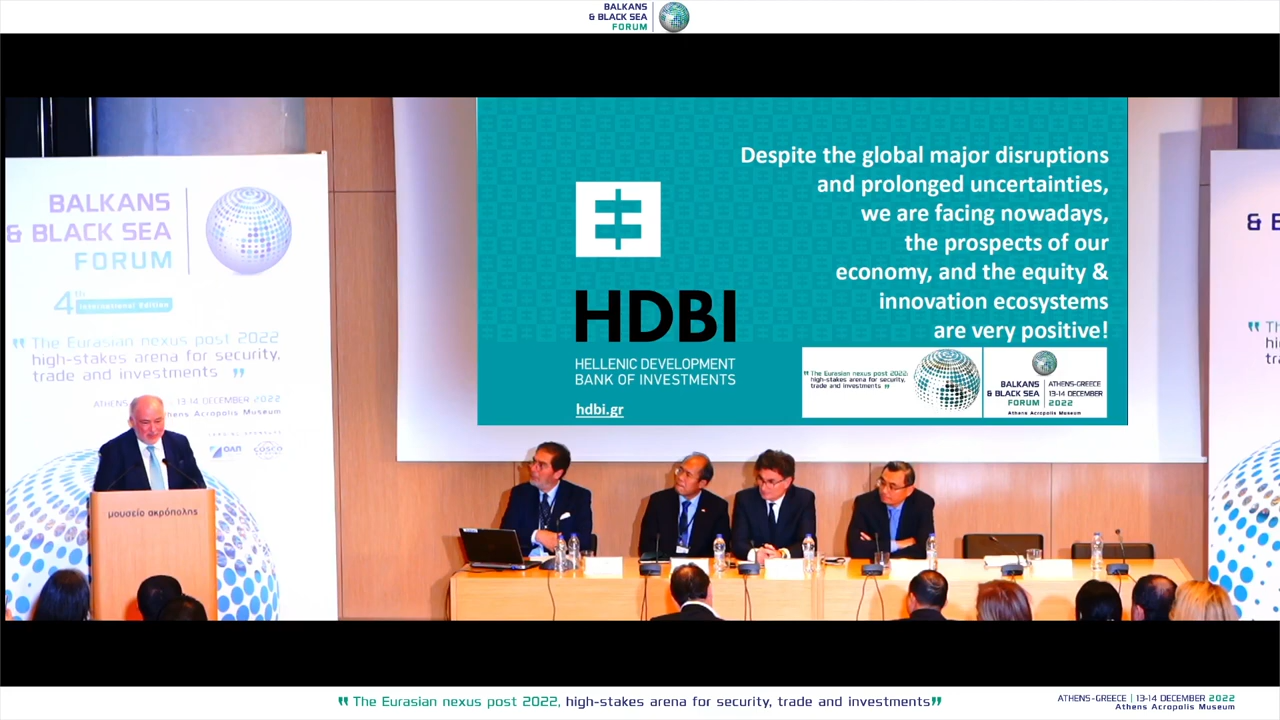 BALKANS
& BLACK SEA
FORUM
BALKANS
& BLACK SEA
FORUM
4th International Edition
" The Eurasian nexus post 2022
high-stakes arena for security,
trade and investments "
ATHENS
13-14 DECEMBER 2022
thens Acropolis Museum
ΟΛΠ
COSCO
μουσείο ακρόπολης
HDBI
HELLENIC DEVELOPMENT
BANK OF INVESTMENTS
hdbi.gr
Despite the global major disruptions
and prolonged uncertainties,
we are facing nowadays,
the prospects of our
economy, and the equity &
innovation ecosystems
are very positive!
" The Eurasian nexus post 2022:
high-stakes arena for security,
trade and investments "
BALKANS
& BLACK SEA
FORUM
ATHENS-GREECE
13-14 DECEMBER
2022
Athens Acropolis Museum
& B
" Th
hi
tra
" The Eurasian nexus post 2022, high-stakes arena for security, trade and investments"
ATHENS-GREECE | 13-14 DECEMBER 2022
Athens Acropolis Museum